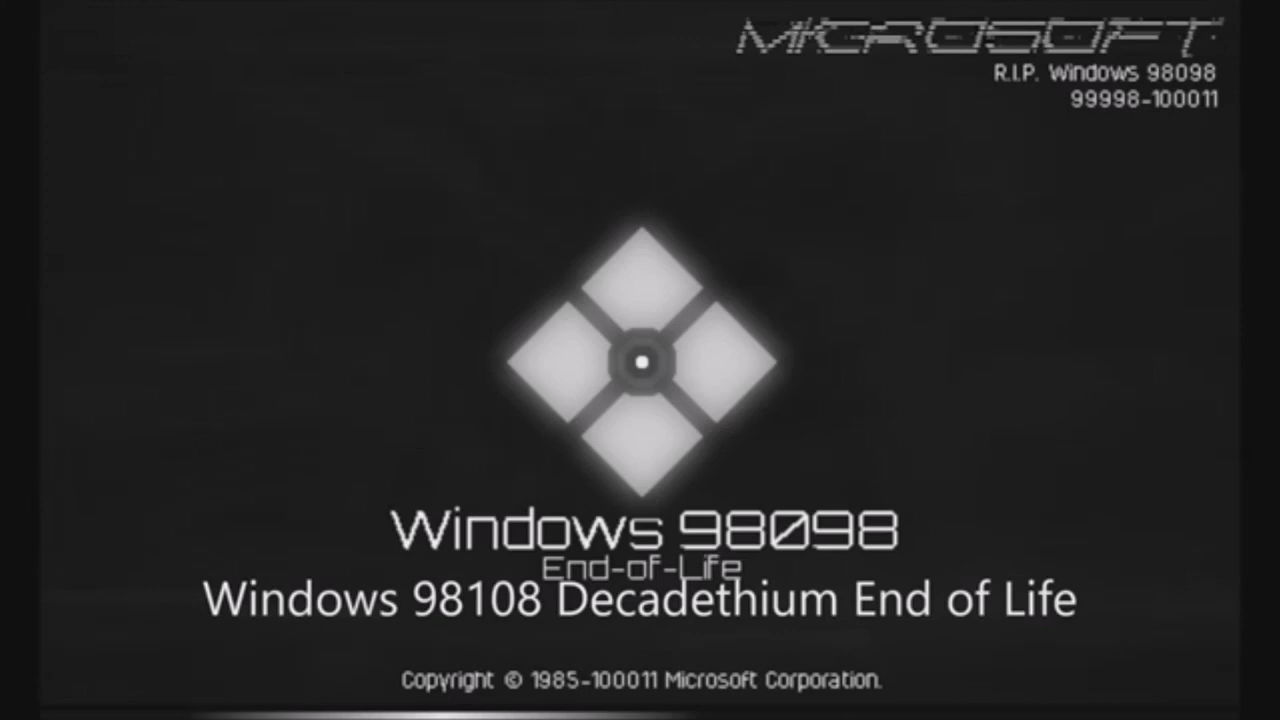 MICROSOFT
R.I.P. Windows 98098
99998-100011
Windows 98098
End-of-Life
Windows 98108 Decadethium End of Life
Copyright © 1985-100011 Microsoft Corporation.